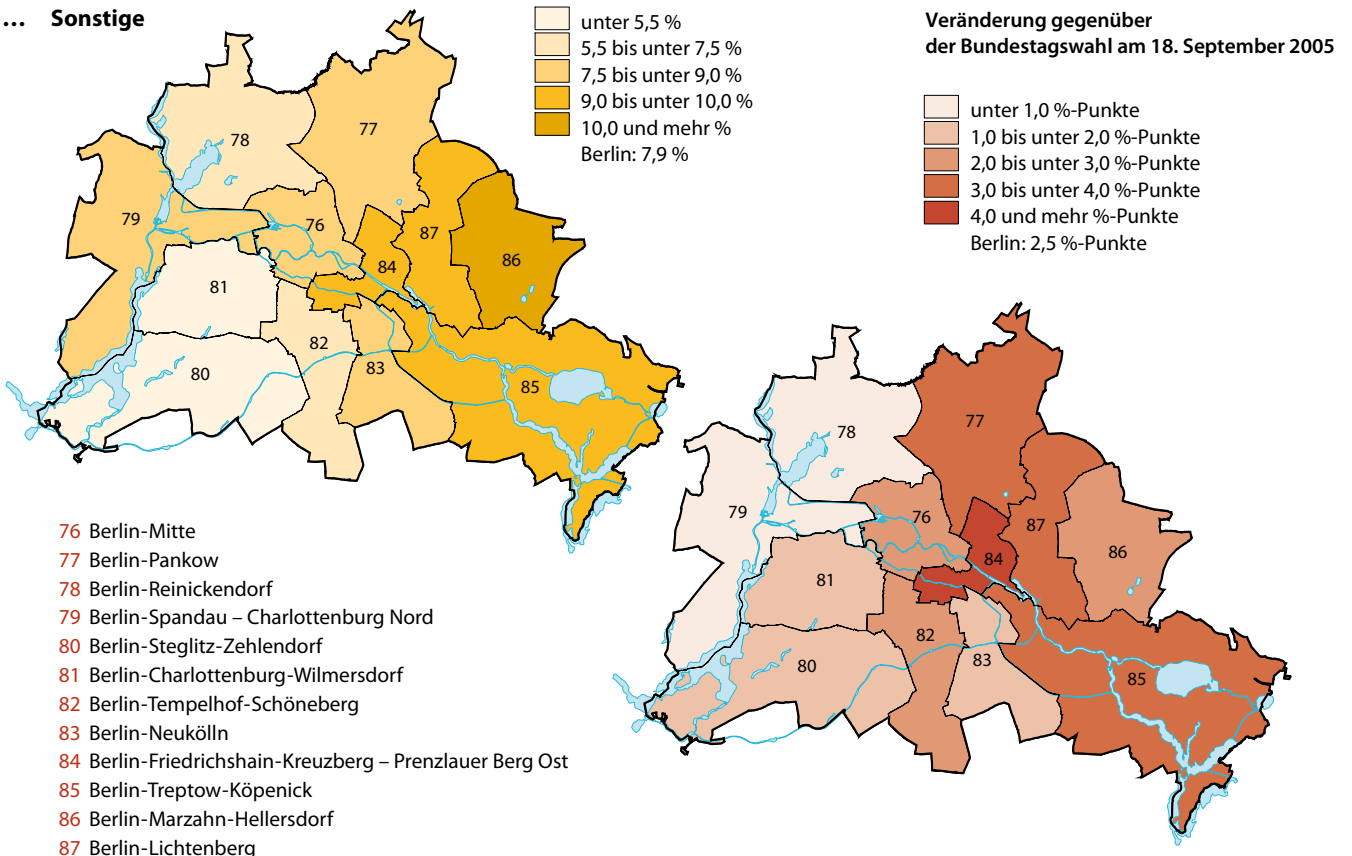 … Sonstige
unter 5,5 %
5,5 bis unter 7,5 %
7,5 bis unter 9,0 %
9,0 bis unter 10,0 %
10,0 und mehr %
Berlin: 7,9 %
Veränderung gegenüber
der Bundestagswahl am 18. September 2005
unter 1,0 %-Punkte
1,0 bis unter 2,0 %-Punkte
2,0 bis unter 3,0 %-Punkte
3,0 bis unter 4,0 %-Punkte
4,0 und mehr %-Punkte
Berlin: 2,5 %-Punkte
77
78
79
76
87
86
84
81
82
83
80
85
77
78
79
76
87
86
84
81
82
83
80
85
76 Berlin-Mitte
77 Berlin-Pankow
78 Berlin-Reinickendorf
79 Berlin-Spandau – Charlottenburg Nord
80 Berlin-Steglitz-Zehlendorf
81 Berlin-Charlottenburg-Wilmersdorf
82 Berlin-Tempelhof-Schöneberg
83 Berlin-Neukölln
84 Berlin-Friedrichshain-Kreuzberg – Prenzlauer Berg Ost
85 Berlin-Treptow-Köpenick
86 Berlin-Marzahn-Hellersdorf
87 Berlin-Lichtenberg